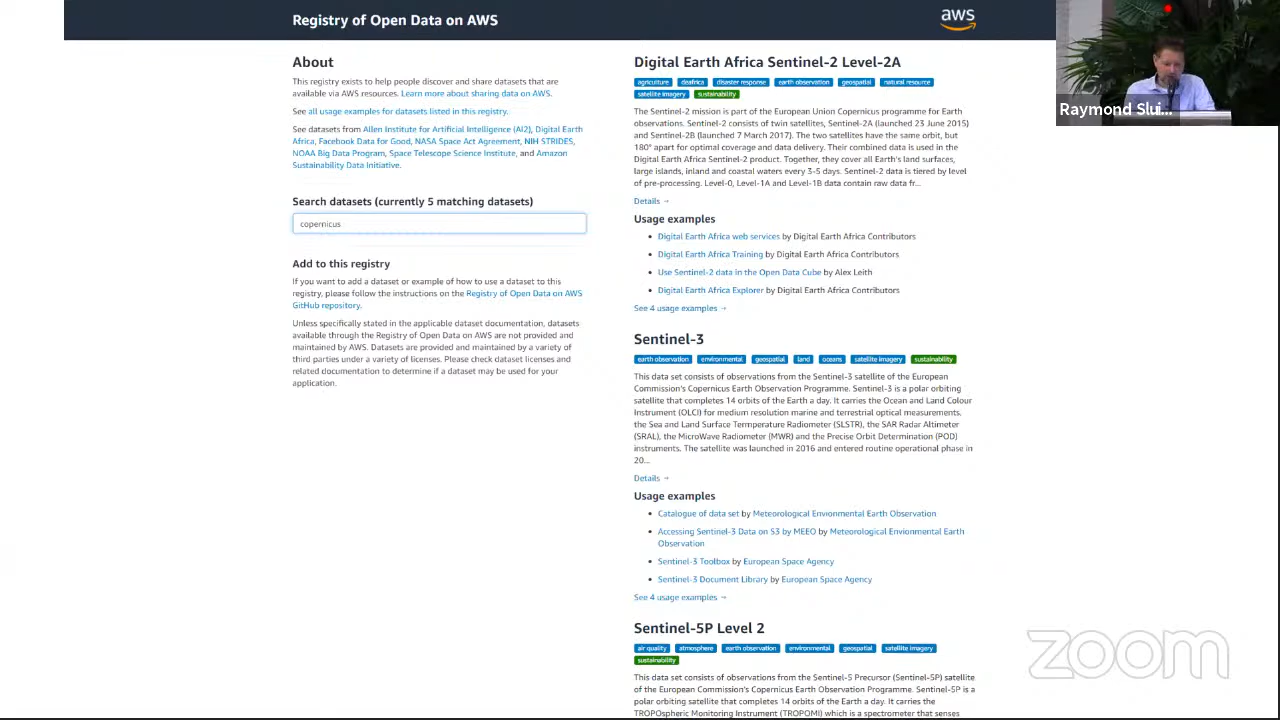 Registry of Open Data on AWS
aws
About
This registry exists to help people discover and share datasets that are
available via AWS resources. Learn more about sharing data on AWS.
See all usage examples for datasets listed in this registry.
See datasets from Allen Institute for Artificial Intelligence (AI2), Digital Earth
Africa, Facebook Data for Good, NASA Space Act Agreement, NIH STRIDES,
NOAA Big Data Program, Space Telescope Science Institute, and Amazon
Sustainability Data Initiative.
Search datasets (currently 5 matching datasets)
copernicus
Add to this registry
If you want to add a dataset or example of how to use a dataset to this
registry, please follow the instructions on the Registry of Open Data on AWS
GitHub repository.
Unless specifically stated in the applicable dataset documentation, datasets
available through the Registry of Open Data on AWS are not provided and
maintained by AWS. Datasets are provided and maintained by a variety of
third parties under a variety of licenses. Please check dataset licenses and
related documentation to determine if a dataset may be used for your
application.
Digital Earth Africa Sentinel-2 Level-2A
agriculture deafrica disaster response earth observation geospatial natural resource
satellite imagery sustainability
The Sentinel-2 mission is part of the European Union Copernicus programme for Earth
observations. Sentinel-2 consists of twin satellites, Sentinel-2A (launched 23 June 2015)
and Sentinel-2B (launched 7 March 2017). The two satellites have the same orbit, but
180° apart for optimal coverage and data delivery. Their combined data is used in the
Digital Earth Africa Sentinel-2 product. Together, they cover all Earth's land surfaces,
large islands, inland and coastal waters every 3-5 days. Sentinel-2 data is tiered by level
of pre-processing. Level-0, Level-1A and Level-1B data contain raw data fr...
Details →
Usage examples
• Digital Earth Africa web services by Digital Earth Africa Contributors
• Digital Earth Africa Training by Digital Earth Africa Contributors
• Use Sentinel-2 data in the Open Data Cube by Alex Leith
• Digital Earth Africa Explorer by Digital Earth Africa Contributors
See 4 usage examples →
Sentinel-3
earth observation environmental geospatial land oceans satellite imagery sustainability
This data set consists of observations from the Sentinel-3 satellite of the European
Commission's Copernicus Earth Observation Programme. Sentinel-3 is a polar orbiting
satellite that completes 14 orbits of the Earth a day. It carries the Ocean and Land Colour
Instrument (OLCI) for medium resolution marine and terrestrial optical measurements,
the Sea and Land Surface Termperature Radiometer (SLSTR), the SAR Radar Altimeter
(SRAL), the MicroWave Radiometer (MWR) and the Precise Orbit Determination (POD)
instruments. The satellite was launched in 2016 and entered routine operational phase in
20...
Details →
Usage examples
• Catalogue of data set by Meteorological Envionmental Earth Observation
• Accessing Sentinel-3 Data on S3 by MEEO by Meteorological Envionmental Earth
Observation
• Sentinel-3 Toolbox by European Space Agency
• Sentinel-3 Document Library by European Space Agency
See 4 usage examples →
Sentinel-5P Level 2
air quality atmosphere earth observation environmental geospatial satellite imagery
sustainability
This data set consists of observations from the Sentinel-5 Precursor (Sentinel-5P) satellite
of the European Commission's Copernicus Earth Observation Programme. Sentinel-5P is a
polar orbiting satellite that completes 14 orbits of the Earth a day. It carries the
TROPOspheric Monitoring Instrument (TROPOMI) which is a spectrometer that senses
Raymond Slui...
zoom